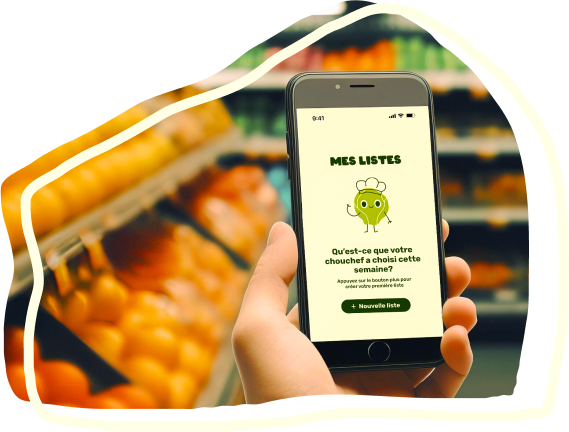 9:41
MES LISTES
Qu'est-ce que votre
chouchef a choisi cette
semaine?
Appuyez sur le bouton plus pour
créer votre première liste
+ Nouvelle liste